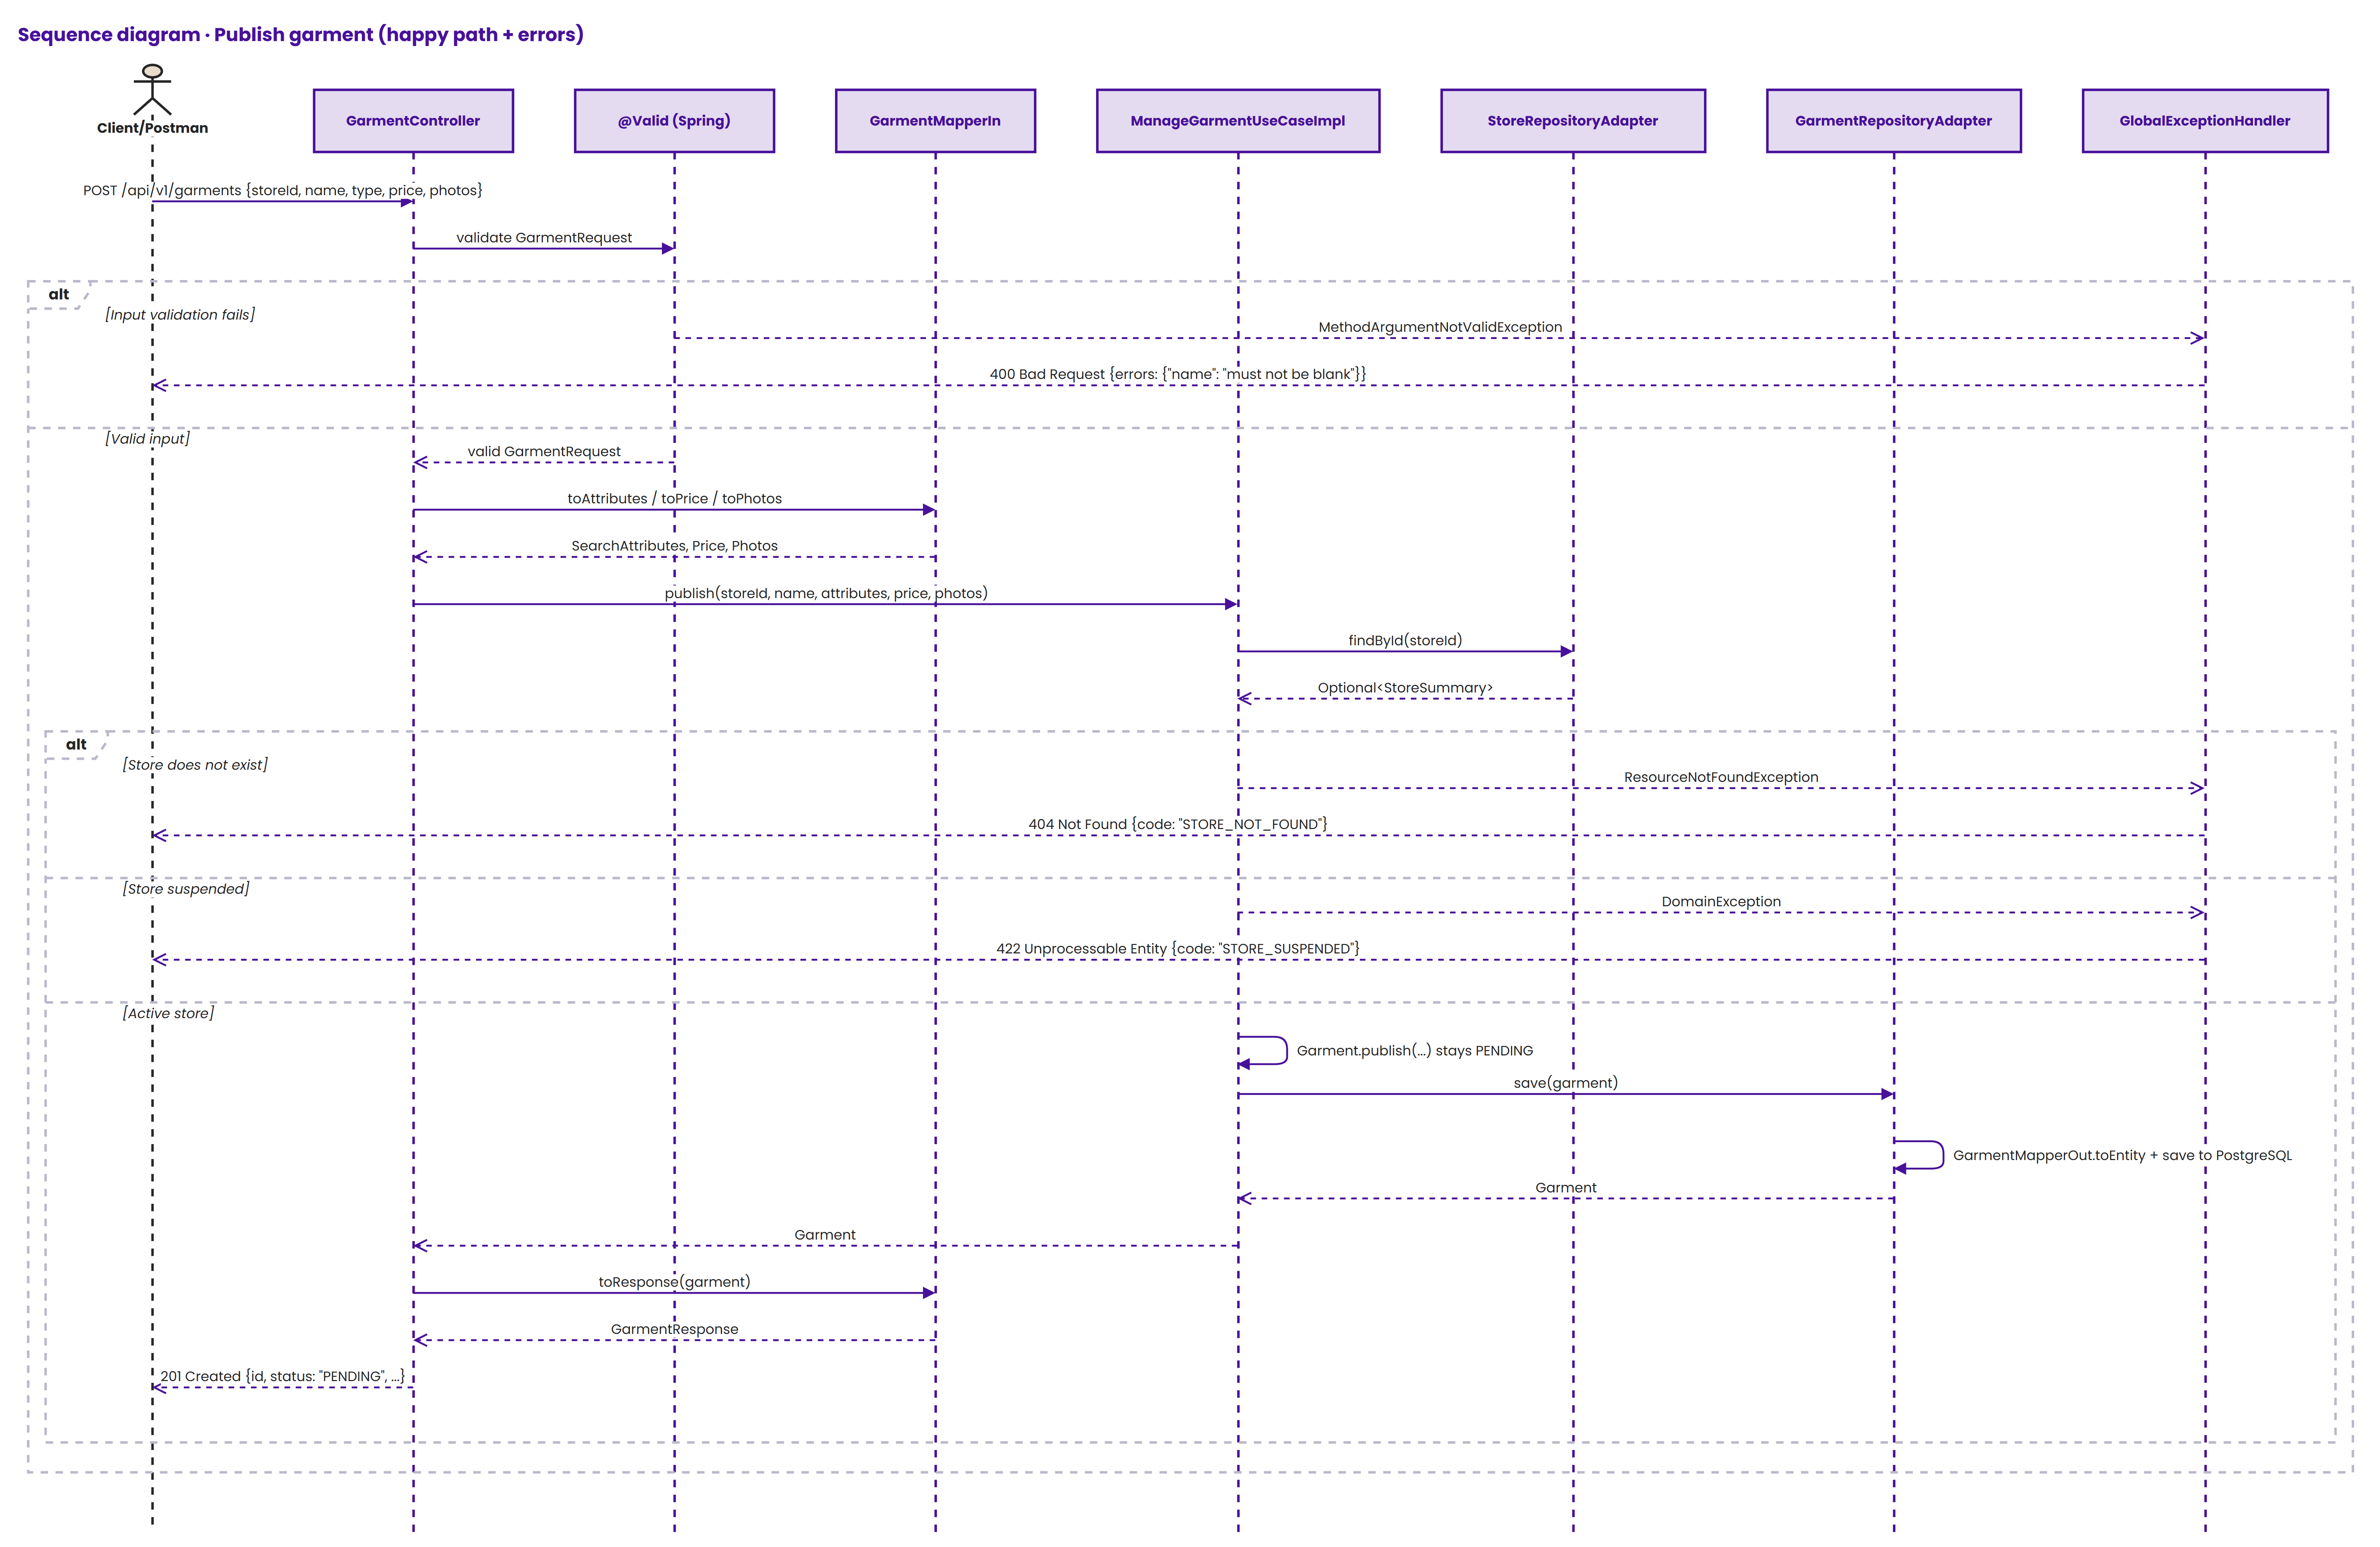 Sequence diagram · Publish garment (happy path + errors)
Client/Postman
GarmentController
@Valid (Spring)
GarmentMapperIn
ManageGarmentUseCaseImpl
StoreRepositoryAdapter
GarmentRepositoryAdapter
GlobalExceptionHandler
POST /api/v1/garments {storeId, name, type, price, photos}
validate GarmentRequest
alt
[Input validation fails]
MethodArgumentNotValidException
400 Bad Request {errors: {"name": "must not be blank"}}
[Valid input]
valid GarmentRequest
toAttributes / toPrice / toPhotos
SearchAttributes, Price, Photos
publish(storeId, name, attributes, price, photos)
findById(storeId)
Optional<StoreSummary>
alt
[Store does not exist]
ResourceNotFoundException
404 Not Found {code: "STORE_NOT_FOUND"}
[Store suspended]
DomainException
422 Unprocessable Entity {code: "STORE_SUSPENDED"}
[Active store]
Garment.publish(...) stays PENDING
save(garment)
GarmentMapperOut.toEntity + save to PostgreSQL
Garment
Garment
toResponse(garment)
GarmentResponse
201 Created {id, status: "PENDING", ...}